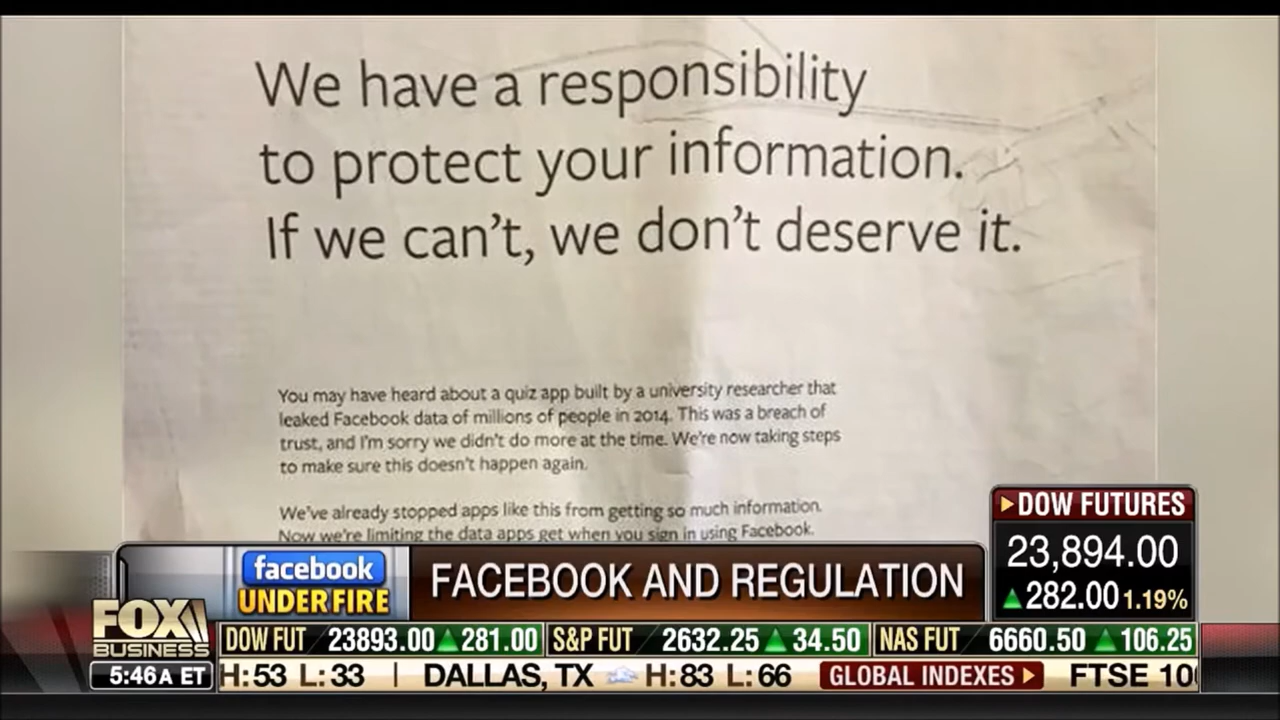 We have a responsibility
to protect your information.
If we can't, we don't deserve it.
You may have heard about a quiz app built by a university researcher that
leaked Facebook data of millions of people in 2014. This was a breach of
trust, and I'm sorry we didn't do more at the time. We're now taking steps
to make sure this doesn't happen again.
We've already stopped apps like this from getting so much information.
Now we're limiting the data apps get when you sign in using Facebook.
DOW FUTURES
23,894.00
282.00 1.19%
facebook
UNDER FIRE
FACEBOOK AND REGULATION
FOX
BUSINESS
DOW FUT 23893.00 281.00 S&P FUT 2632.25 34.50 NAS FUT 6660.50 106.25
5:46A ET H:53 L:33 | DALLAS, TX H:83 L:66 GLOBAL INDEXES FTSE 10